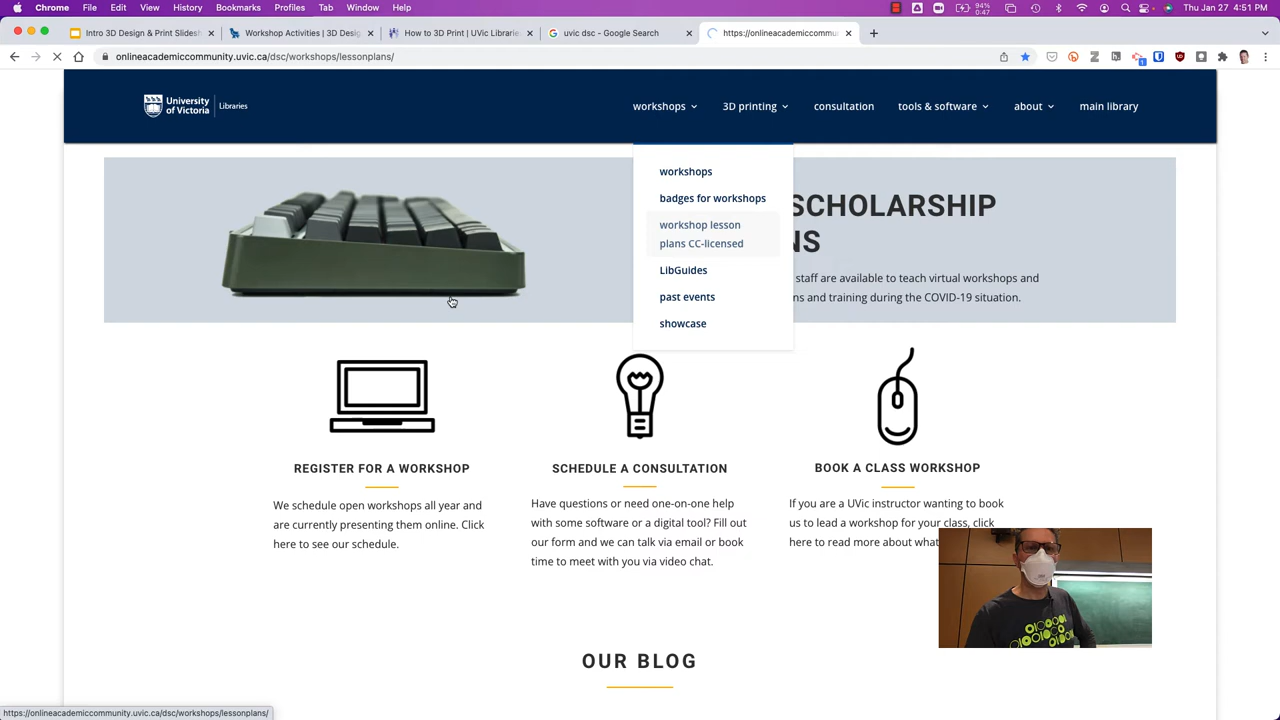 Chrome File Edit View History Bookmarks Profiles Tab Window Help
94%
0:47
Thu Jan 27 4:51 PM
Intro 3D Design & Print Slidesh
Workshop Activities | 3D Desig
How to 3D Print | UVic Librarie
uvic dsc - Google Search
https://onlineacademiccommu
onlineacademiccommunity.uvic.ca/dsc/workshops/lessonplans/
University of Victoria
Libraries
workshops
3D printing
consultation
tools & software
about
main library
workshops
badges for workshops
workshop lesson
plans CC-licensed
LibGuides
past events
showcase
SCHOLARSHIP
NS
staff are available to teach virtual workshops and
ns and training during the COVID-19 situation.
REGISTER FOR A WORKSHOP
We schedule open workshops all year and
are currently presenting them online. Click
here to see our schedule.
SCHEDULE A CONSULTATION
Have questions or need one-on-one help
with some software or a digital tool? Fill out
our form and we can talk via email or book
time to meet with you via video chat.
BOOK A CLASS WORKSHOP
If you are a UVic instructor wanting to book
us to lead a workshop for your class, click
here to read more about what
OUR BLOG
https://onlineacademiccommunity.uvic.ca/dsc/workshops/lessonplans/